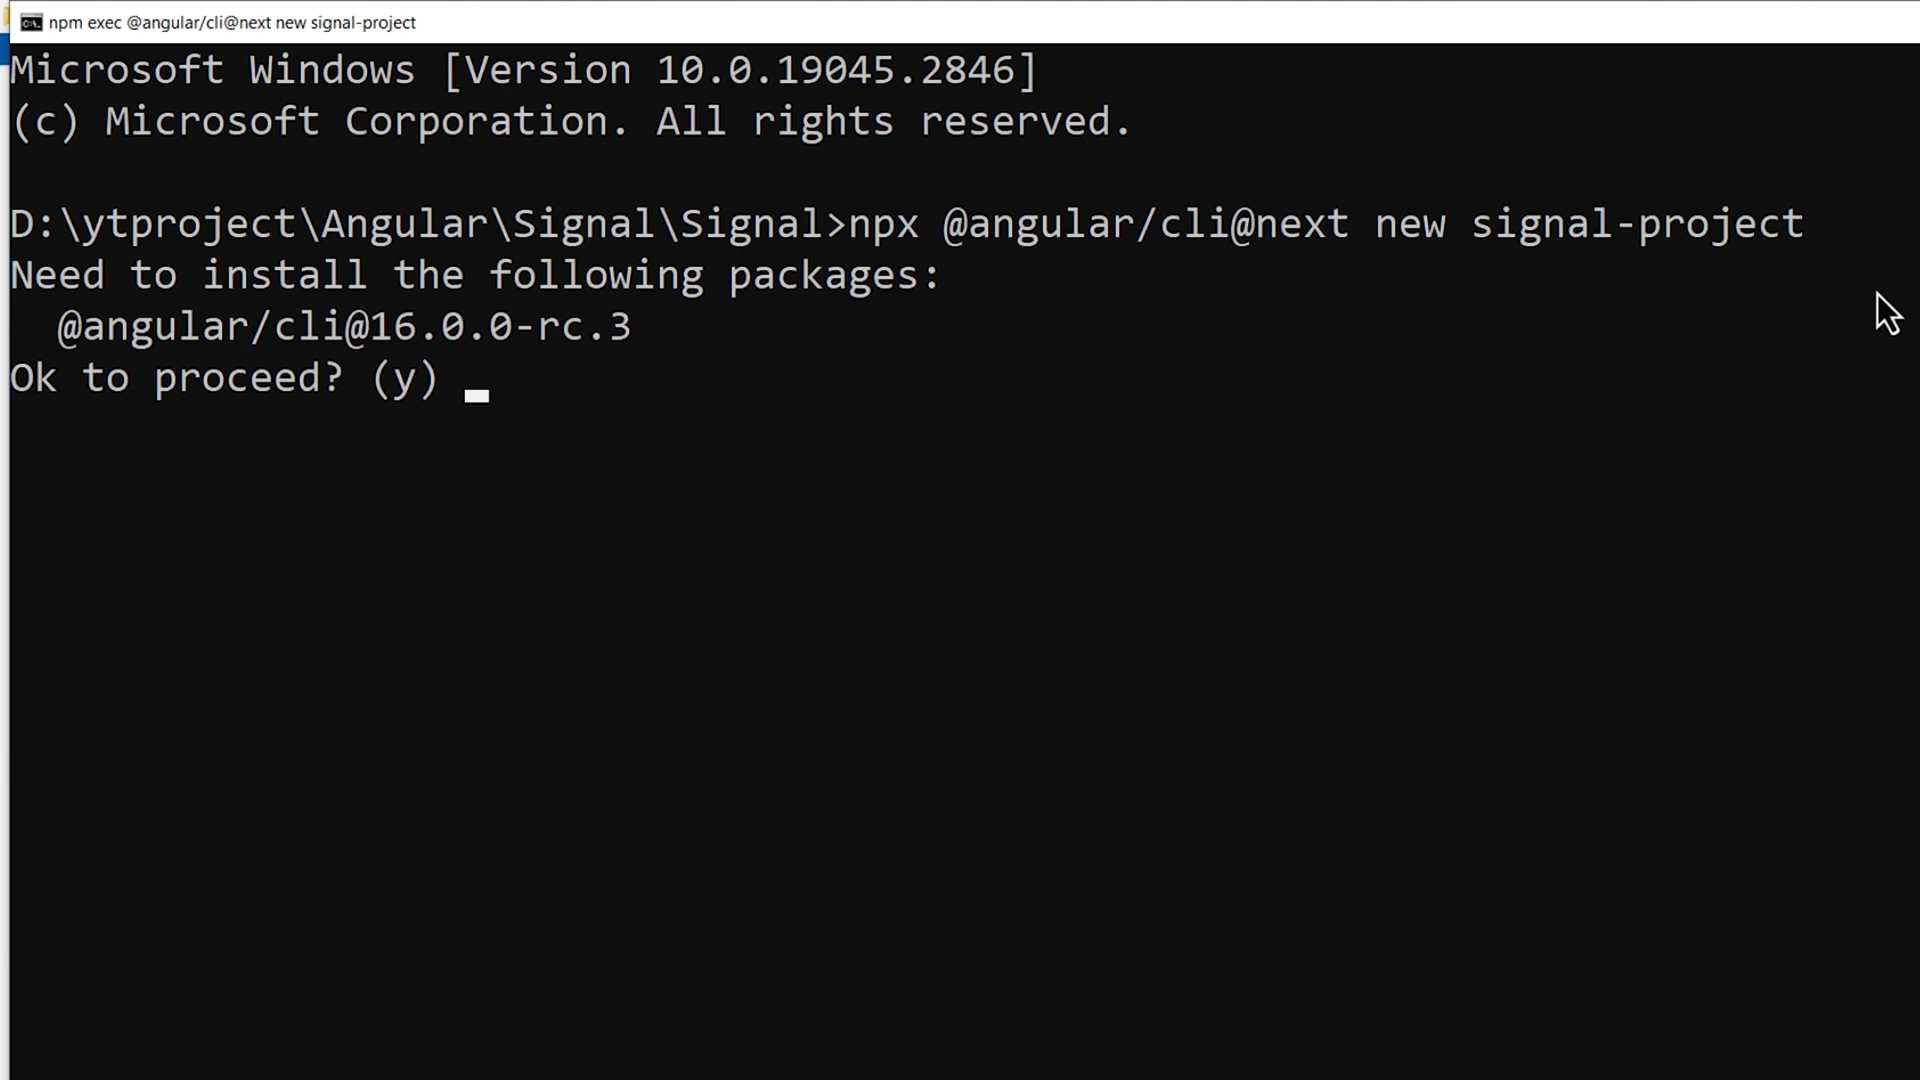 npm exec @angular/cli@next new signal-project
Microsoft Windows [Version 10.0.19045.2846]
(c) Microsoft Corporation. All rights reserved.
D:\ytproject\Angular\Signal\Signal>npx @angular/cli@next new signal-project
Need to install the following packages:
  @angular/cli@16.0.0-rc.3
Ok to proceed? (y)